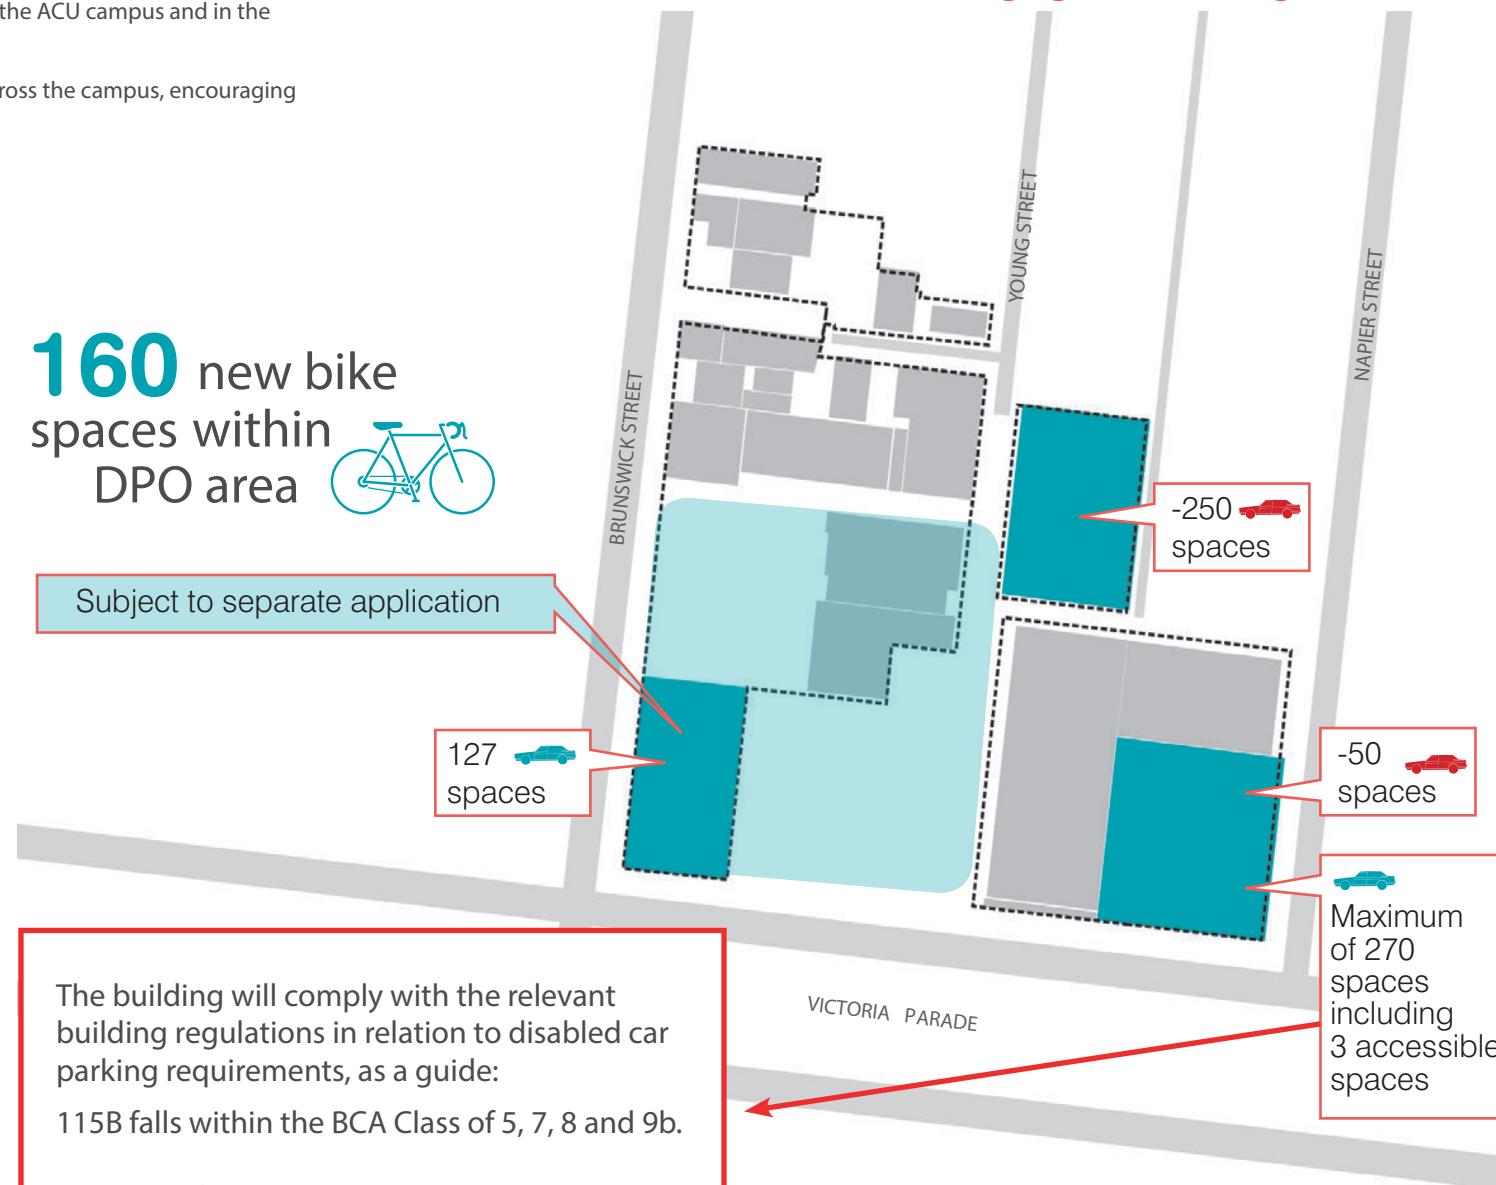 the ACU campus and in the
ross the campus, encouraging
160 new bike
spaces within
DPO area
Subject to separate application
127
spaces
BRUNSWICK STREET
YOUNG STREET
NAPIER STREET
-250
spaces
-50
spaces
Maximum
of 270
spaces
including
3 accessible
spaces
VICTORIA PARADE
The building will comply with the relevant
building regulations in relation to disabled car
parking requirements, as a guide:
115B falls within the BCA Class of 5, 7, 8 and 9b.